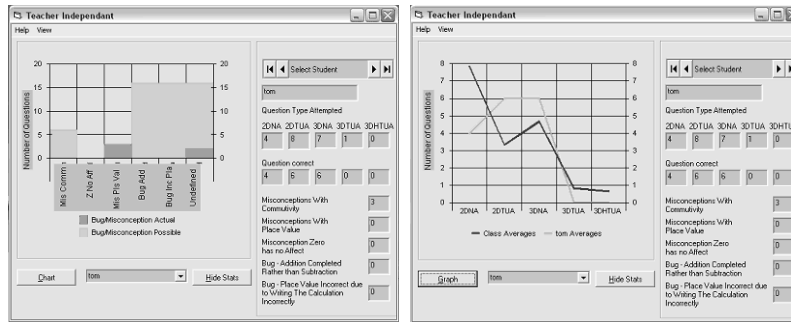 Teacher Independant
Help View
20
15
10
5
0
20
15
10
5
0
Number of Questions
Mis Comm
Z No Aff
Mis Pls Val
Bug Add
Bug Inc Pla
Undefined
Bug/Misconception Actual
Bug/Misconception Possible
Chart
tom
Hide Stats
Select Student
tom
Question Type Attempted
2DNA 2DTUA 3DNA 3DTUA 3DHTUA
4 8 7 1 0
Question correct
4 6 6 0 0
Misconceptions With
Commutivity
3
Misconceptions With
Place Value
0
Misconception Zero
has no Affect
0
Bug - Addition Completed
Rather than Subtraction
0
Bug - Place Value Incorrect due
to Writing The Calculation
Incorrectly
0
Teacher Independant
Help View
8
7
6
5
4
3
2
1
0
8
7
6
5
4
3
2
1
0
Number of Questions
2DNA 2DTUA 3DNA 3DTUA 3DHTUA
Class Averages tom Averages
Graph
tom
Hide Stats
Select Student
tom
Question Type Attempted
2DNA 2DTUA 3DNA 3DTUA 3DHTUA
4 8 7 1 0
Question correct
4 6 6 0 0
Misconceptions With
Commutivity
3
Misconceptions With
Place Value
0
Misconception Zero
has no Affect
0
Bug - Addition Completed
Rather than Subtraction
0
Bug - Place Value Incorrect due
to Writing The Calculation
Incorrectly
0